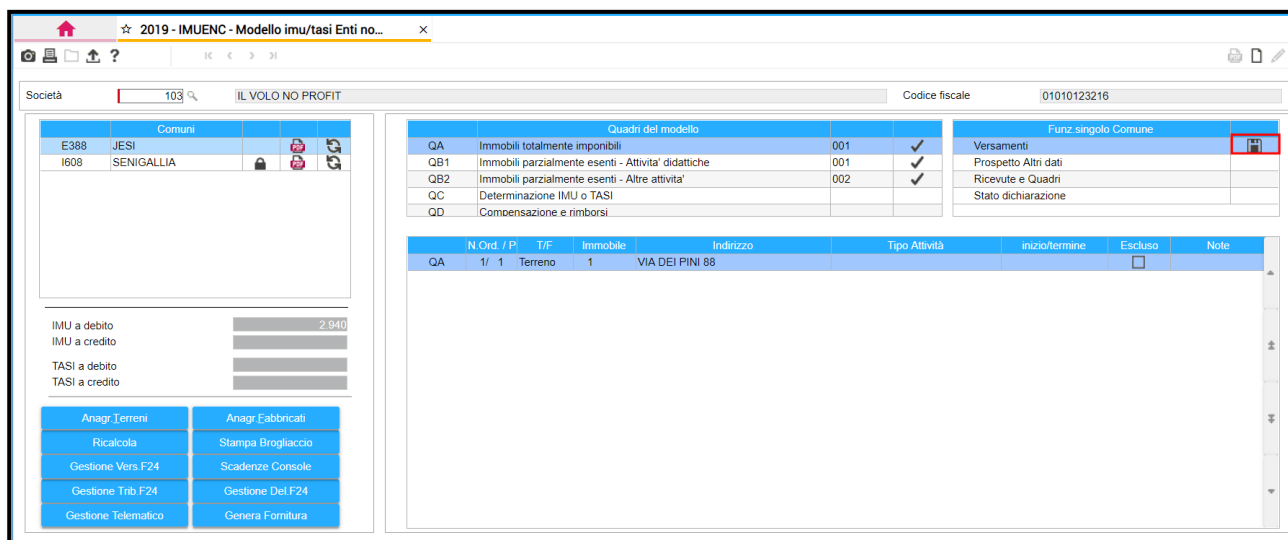 ☆ 2019 - IMUENC - Modello imu/tasi Enti no... ×
?
Società 103 IL VOLO NO PROFIT Codice fiscale 01010123216
Comuni
E388 JESI
I608 SENIGALLIA
IMU a debito 2.940
IMU a credito
TASI a debito
TASI a credito
Anagr.Terreni Anagr.Fabbricati
Ricalcola Stampa Brogliaccio
Gestione Vers.F24 Scadenze Console
Gestione Trib.F24 Gestione Del.F24
Gestione Telematico Genera Fornitura
Quadri del modello
QA Immobili totalmente imponibili 001
QB1 Immobili parzialmente esenti - Attivita' didattiche 001
QB2 Immobili parzialmente esenti - Altre attivita' 002
QC Determinazione IMU o TASI
QD Compensazione e rimborsi
Funz.singolo Comune
Versamenti
Prospetto Altri dati
Ricevute e Quadri
Stato dichiarazione
N.Ord. / P T/F Immobile Indirizzo Tipo Attività inizio/termine Escluso Note
QA 1/ 1 Terreno 1 VIA DEI PINI 88